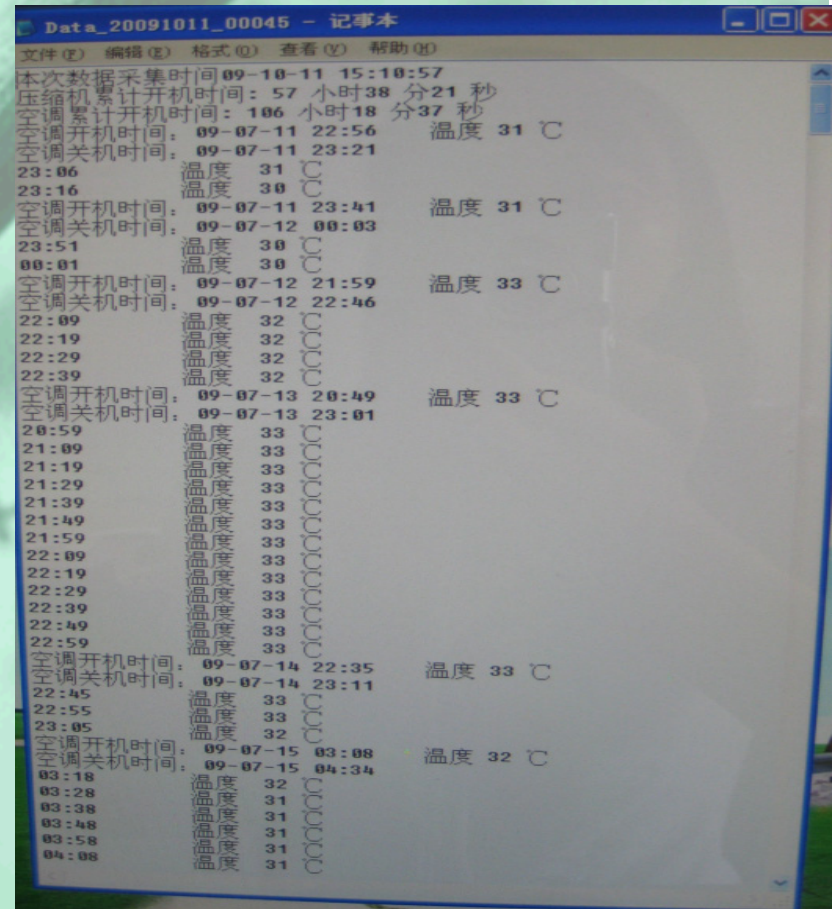 Data_20091011_00045 - 记事本
文件(F) 编辑(E) 格式(O) 查看(V) 帮助(H)
本次数据采集时间09-10-11 15:10:57
压缩机累计开机时间: 57 小时38 分21 秒
空调累计开机时间: 106 小时18 分37 秒
空调开机时间: 09-07-11 22:56 温度 31 ℃
空调关机时间: 09-07-11 23:21
23:06 温度 31 ℃
23:16 温度 30 ℃
空调开机时间: 09-07-11 23:41 温度 31 ℃
空调关机时间: 09-07-12 00:03
23:51 温度 30 ℃
00:01 温度 30 ℃
空调开机时间: 09-07-12 21:59 温度 33 ℃
空调关机时间: 09-07-12 22:46
22:09 温度 32 ℃
22:19 温度 32 ℃
22:29 温度 32 ℃
22:39 温度 32 ℃
空调开机时间: 09-07-13 20:49 温度 33 ℃
空调关机时间: 09-07-13 23:01
20:59 温度 33 ℃
21:09 温度 33 ℃
21:19 温度 33 ℃
21:29 温度 33 ℃
21:39 温度 33 ℃
21:49 温度 33 ℃
21:59 温度 33 ℃
22:09 温度 33 ℃
22:19 温度 33 ℃
22:29 温度 33 ℃
22:39 温度 33 ℃
22:49 温度 33 ℃
22:59 温度 33 ℃
空调开机时间: 09-07-14 22:35 温度 33 ℃
空调关机时间: 09-07-14 23:11
22:45 温度 33 ℃
22:55 温度 33 ℃
23:05 温度 32 ℃
空调开机时间: 09-07-15 03:08 温度 32 ℃
空调关机时间: 09-07-15 04:34
03:18 温度 32 ℃
03:28 温度 31 ℃
03:38 温度 31 ℃
03:48 温度 31 ℃
03:58 温度 31 ℃
04:08 温度 31 ℃